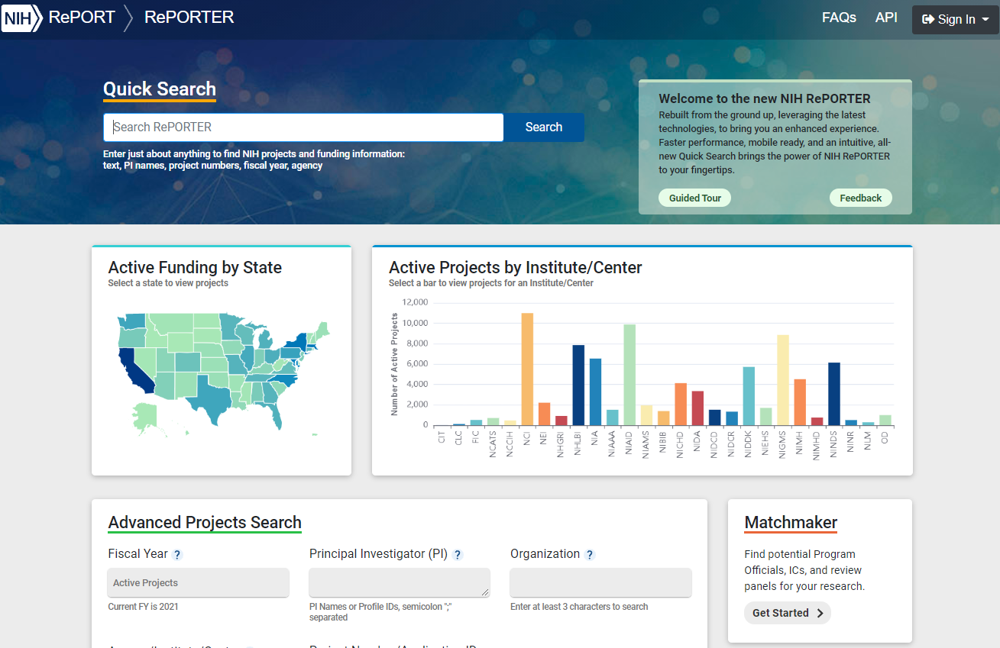 NIH RePORT RePORTER FAQs API Sign In
Quick Search
Search RePORTER Search
Enter just about anything to find NIH projects and funding information:
text, PI names, project numbers, fiscal year, agency
Welcome to the new NIH RePORTER
Rebuilt from the ground up, leveraging the latest
technologies, to bring you an enhanced experience.
Faster performance, mobile ready, and an intuitive, all-
new Quick Search brings the power of NIH RePORTER
to your fingertips.
Guided Tour Feedback
Active Funding by State
Select a state to view projects
Active Projects by Institute/Center
Select a bar to view projects for an Institute/Center
Number of Active Projects
12,000
10,000
8,000
6,000
4,000
2,000
0
CIT
CLC
FIC
NCATS
NCCIH
NCI
NEI
NHGRI
NHLBI
NIA
NIAAA
NIAID
NIAMS
NIBIB
NICHD
NIDA
NIDCD
NIDCR
NIDDK
NIEHS
NIGMS
NIMH
NIMHD
NINDS
NINR
NLM
OD
Advanced Projects Search
Fiscal Year ?
Active Projects
Current FY is 2021
Principal Investigator (PI) ?
PI Names or Profile IDs, semicolon ";"
separated
Organization ?
Enter at least 3 characters to search
Matchmaker
Find potential Program
Officials, ICs, and review
panels for your research.
Get Started